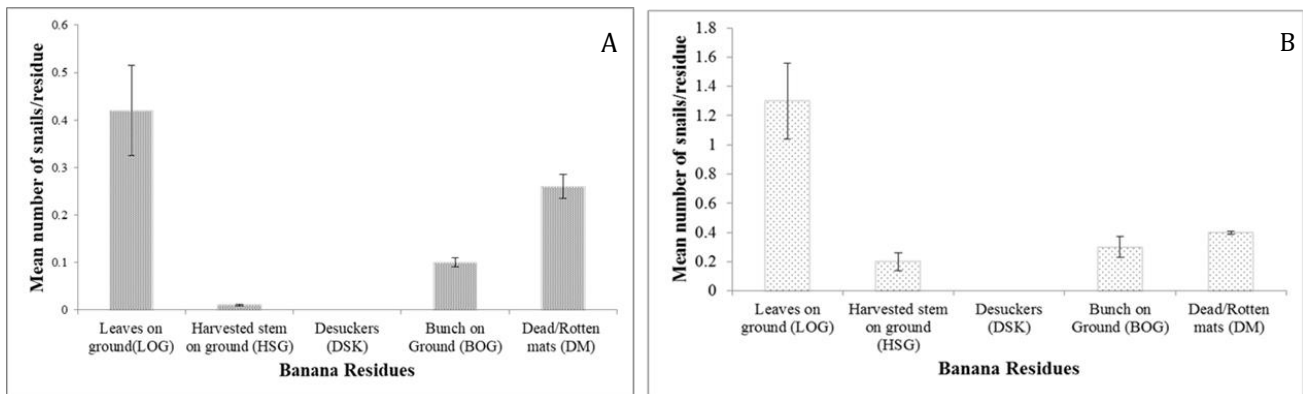 A
Mean number of snails/residue
0.6
0.5
0.4
0.3
0.2
0.1
0
Leaves on
ground(LOG)
Harvested stem
on ground (HSG)
Desuckers
(DSK)
Bunch on
Ground (BOG)
Dead/Rotten
mats (DM)
Banana Residues
B
Mean number of snails/residue
1.8
1.6
1.4
1.2
1
0.8
0.6
0.4
0.2
0
Leaves on
ground (LOG)
Harvested stem
on ground
(HSG)
Desuckers
(DSK)
Bunch on
Ground (BOG)
Dead/Rotten
mats (DM)
Banana Residues